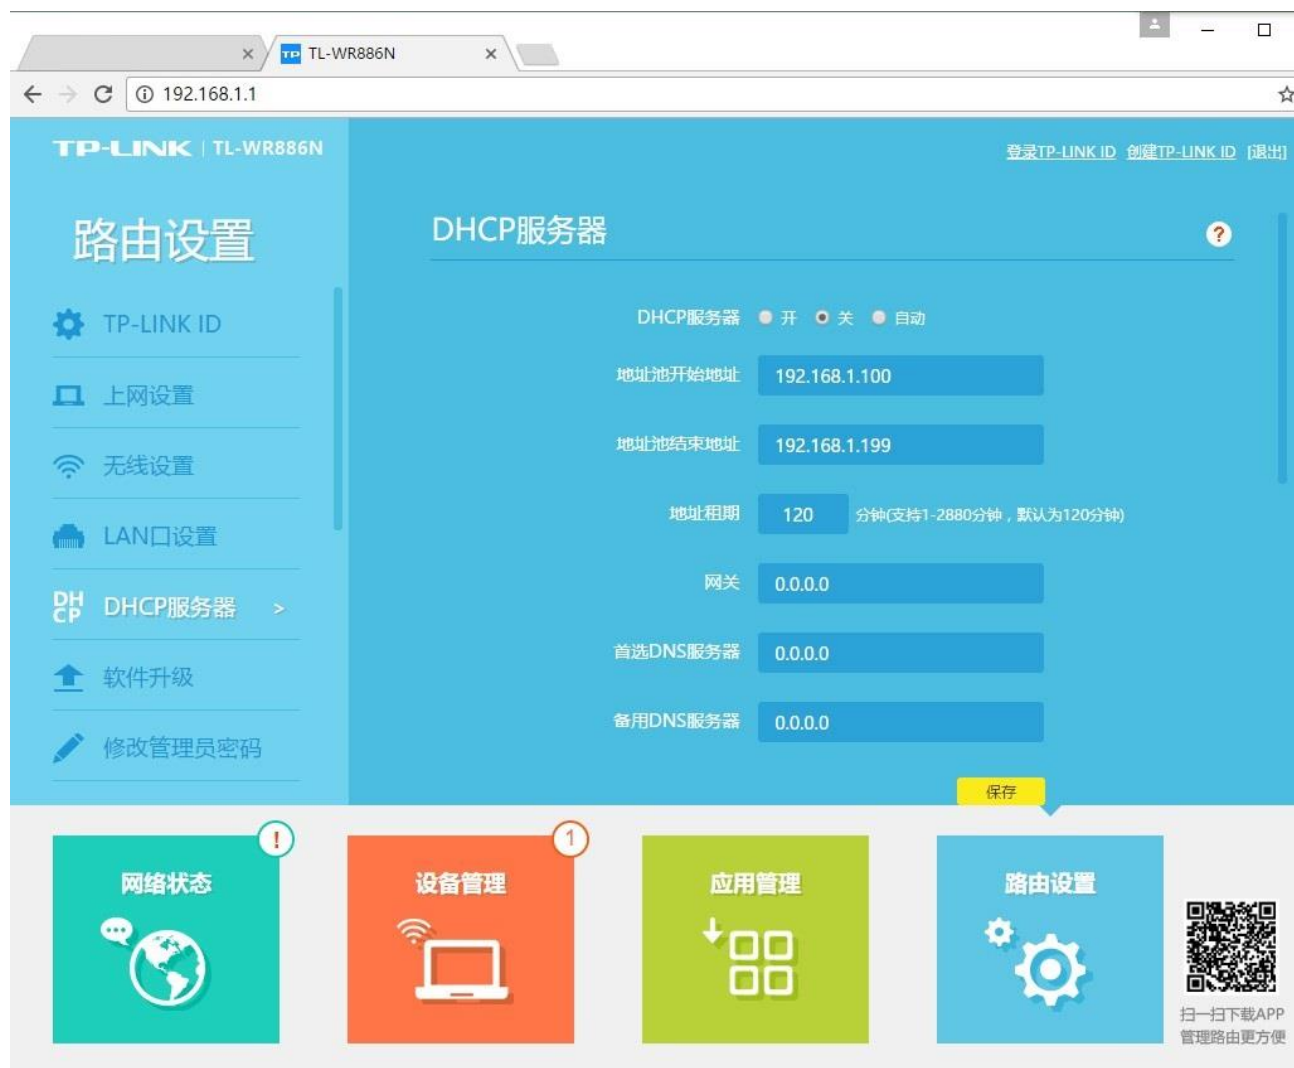 TP TL-WR886N
192.168.1.1
TP-LINK | TL-WR886N
登录TP-LINK ID 创建TP-LINK ID [退出]
路由设置
TP-LINK ID
上网设置
无线设置
LAN口设置
DHCP DHCP服务器 >
软件升级
修改管理员密码
DHCP服务器
?
DHCP服务器 开 关 自动
地址池开始地址 192.168.1.100
地址池结束地址 192.168.1.199
地址租期 120 分钟(支持1-2880分钟，默认为120分钟)
网关 0.0.0.0
首选DNS服务器 0.0.0.0
备用DNS服务器 0.0.0.0
保存
网络状态 !
设备管理 1
应用管理
路由设置
扫一扫下载APP
管理路由更方便